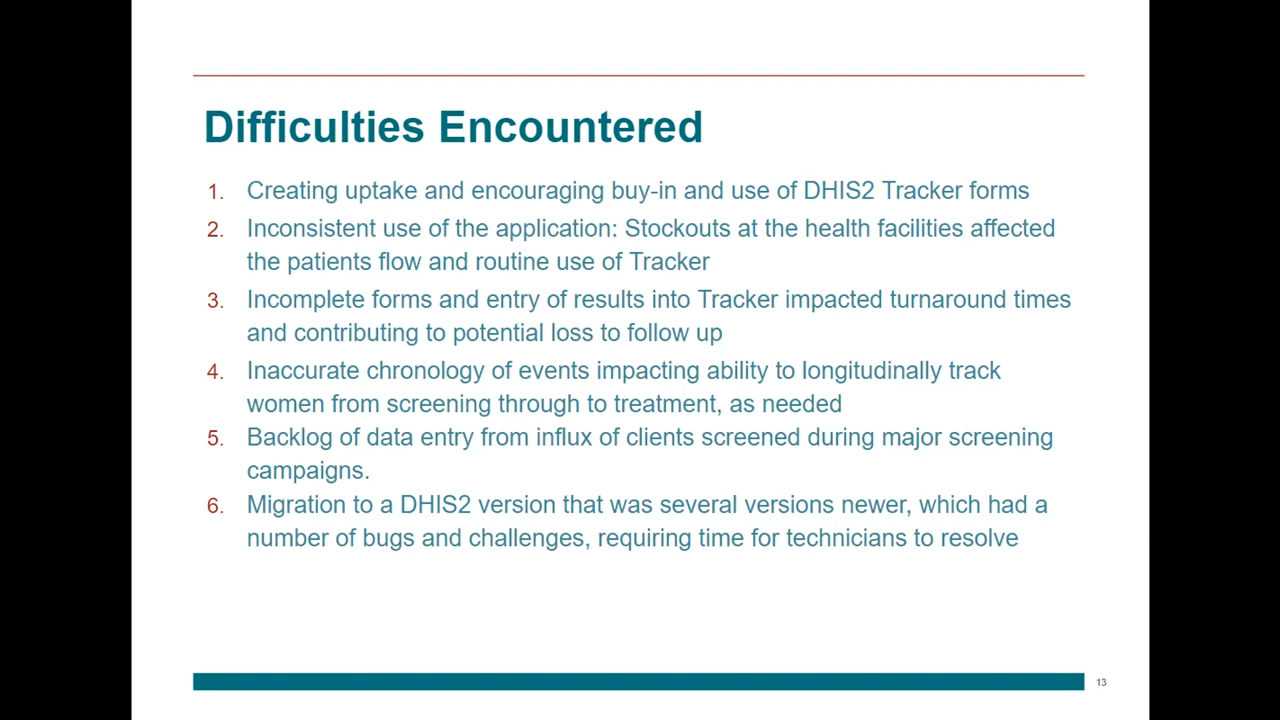 Difficulties Encountered
1. Creating uptake and encouraging buy-in and use of DHIS2 Tracker forms
2. Inconsistent use of the application: Stockouts at the health facilities affected
the patients flow and routine use of Tracker
3. Incomplete forms and entry of results into Tracker impacted turnaround times
and contributing to potential loss to follow up
4. Inaccurate chronology of events impacting ability to longitudinally track
women from screening through to treatment, as needed
5. Backlog of data entry from influx of clients screened during major screening
campaigns.
6. Migration to a DHIS2 version that was several versions newer, which had a
number of bugs and challenges, requiring time for technicians to resolve
13